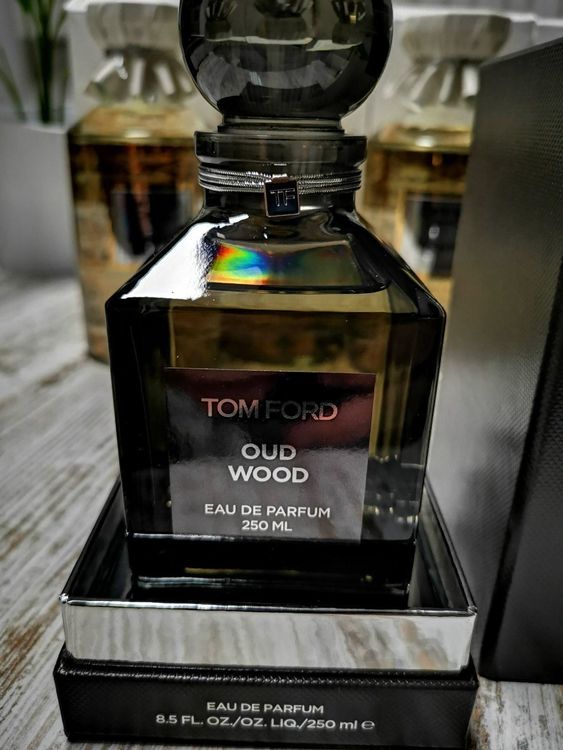 TF
TOM FORD
OUD
WOOD
EAU DE PARFUM
250 ML
EAU DE PARFUM
8.5 FL. OZ./OZ. LIQ./250 ml ℮